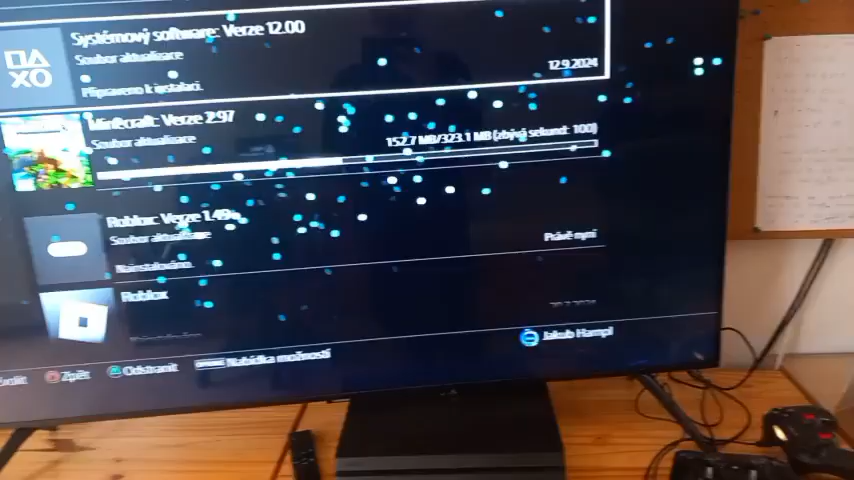 Systémový software: Verze 12.00
Soubor aktualizace
12.9.2024
Připraveno k instalaci.
Minecraft: Verze 2.97
Soubor aktualizace
152.7 MB/323.1 MB (zbývá sekund: 100)
Roblox: Verze 1.49
Soubor aktualizace
Právě nyní
Nainstalováno.
Roblox
Jakub Hampl
Zpět Odstranit Nabídka možností